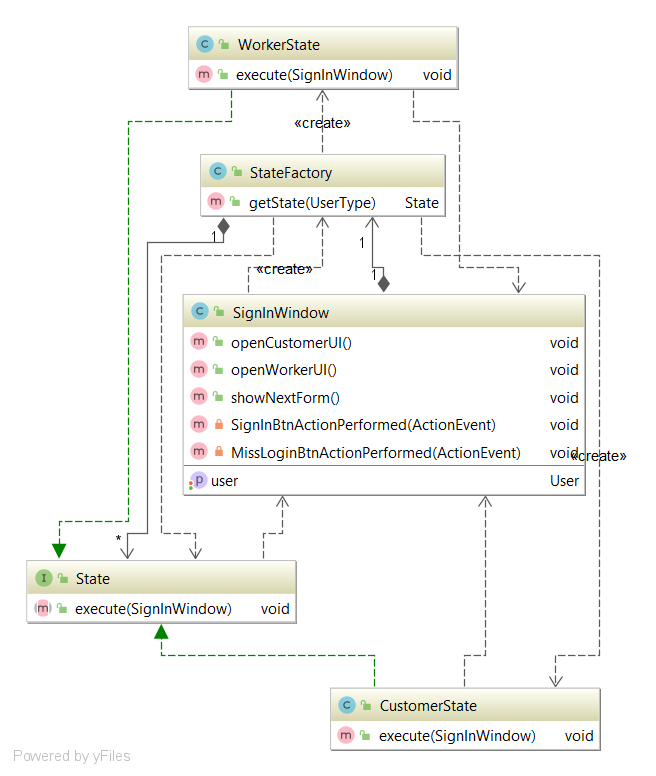 C WorkerState
m execute(SignInWindow) void
«create»
C StateFactory
m getState(UserType) State
1
1
«create»
1
C SignInWindow
m openCustomerUI() void
m openWorkerUI() void
m showNextForm() void
m SignInBtnActionPerformed(ActionEvent) void
m MissLoginBtnActionPerformed(ActionEvent) void
«create»
p user User
*
I State
m execute(SignInWindow) void
C CustomerState
m execute(SignInWindow) void
Powered by yFiles